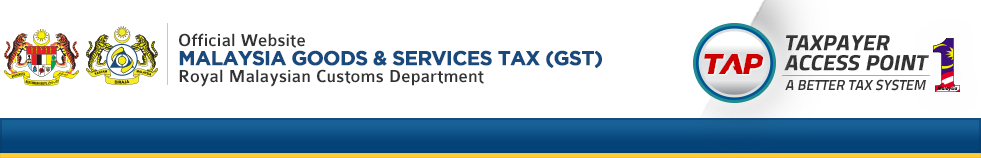 Official Website
MALAYSIA GOODS & SERVICES TAX (GST)
Royal Malaysian Customs Department
TAP
TAXPAYER
ACCESS POINT
A BETTER TAX SYSTEM
1